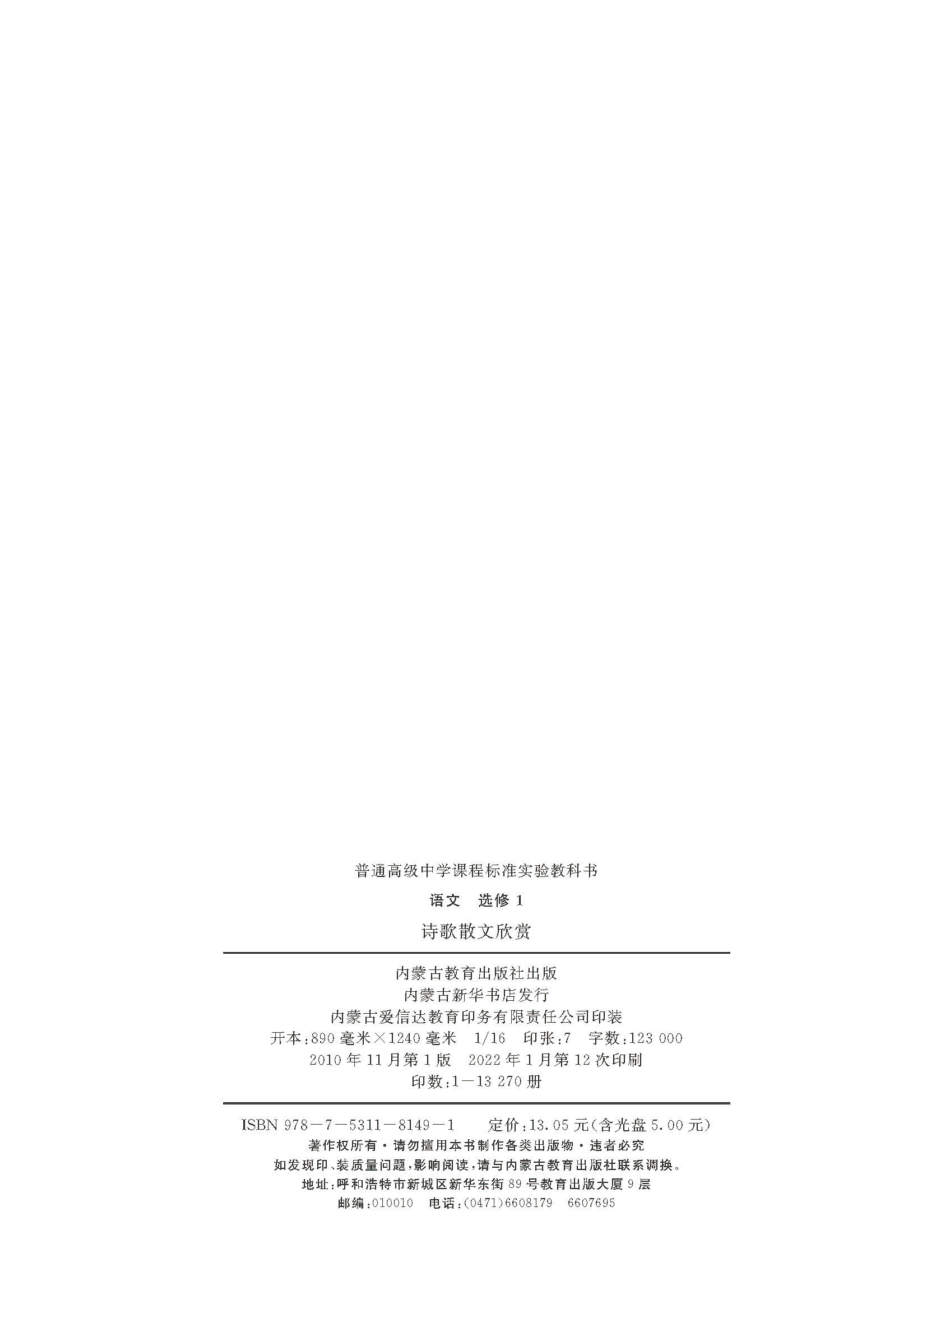 普通高级中学课程标准实验教科书
语文　选修 1
诗歌散文欣赏
内蒙古教育出版社出版
内蒙古新华书店发行
内蒙古爱信达教育印务有限责任公司印装
开本:890 毫米×1240 毫米　1/16　印张:7　字数:123 000
2010 年 11 月第 1 版　2022 年 1 月第 12 次印刷
印数:1—13 270 册
ISBN 978－7－5311－8149－1　　定价:13.05 元(含光盘 5.00 元)
著作权所有・请勿擅用本书制作各类出版物・违者必究
如发现印、装质量问题,影响阅读,请与内蒙古教育出版社联系调换。
地址:呼和浩特市新城区新华东街 89 号教育出版大厦 9 层
邮编:010010　电话:(0471)6608179　6607695